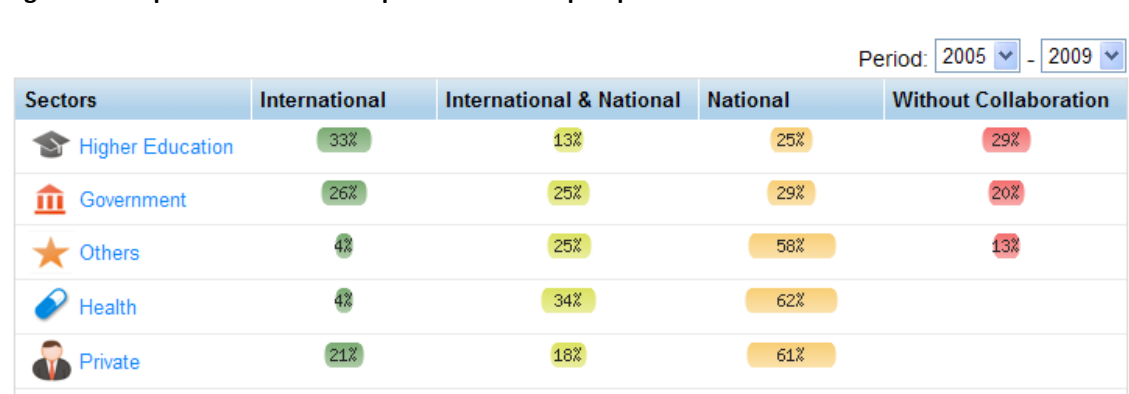 Period: 2005 - 2009
Sectors International International & National National Without Collaboration
Higher Education 33% 13% 25% 29%
Government 26% 25% 29% 20%
Others 4% 25% 58% 13%
Health 4% 34% 62%
Private 21% 18% 61%